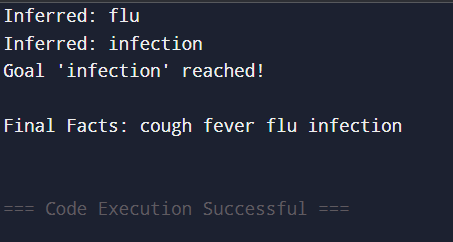 Inferred: flu
Inferred: infection
Goal 'infection' reached!
Final Facts: cough fever flu infection
=== Code Execution Successful ===